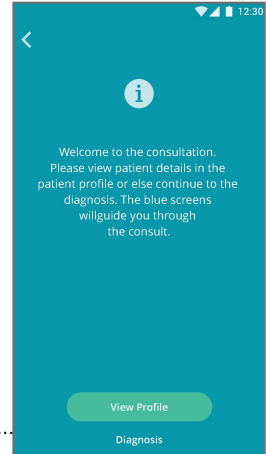 12:30
Welcome to the consultation.
Please view patient details in the
patient profile or else continue to the
diagnosis. The blue screens
willguide you through
the consult.
View Profile
Diagnosis